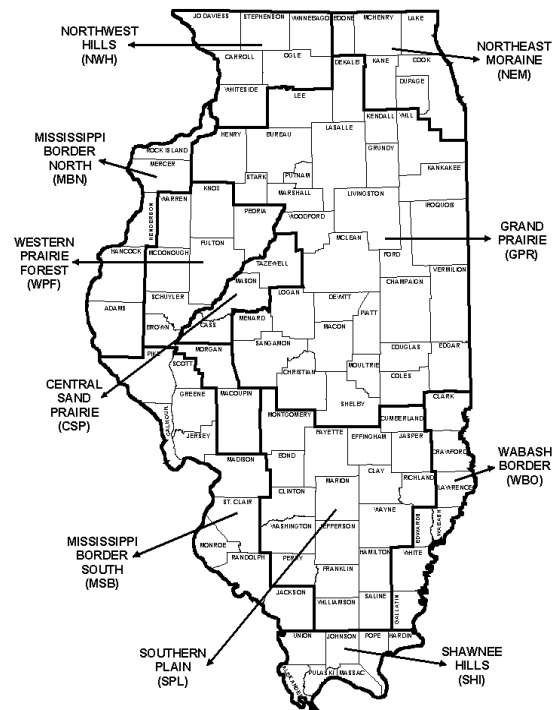 JO DAVIESS
STEPHENSON
WINNEBAGO
BOONE
MCHENRY
LAKE
NORTHWEST
HILLS
(NWH)
NORTHEAST
MORAINE
(NEM)
CARROLL
OGLE
DEKALB
KANE
COOK
DUPAGE
WHITESIDE
LEE
KENDALL
WILL
LASALLE
HENRY
BUREAU
GRUNDY
MISSISSIPPI
BORDER
NORTH
(MBN)
ROCK ISLAND
MERCER
KANKAKEE
STARK
PUTNAM
KNOX
MARSHALL
LIVINGSTON
HENDERSON
WARREN
IROQUOIS
PEORIA
WOODFORD
GRAND
PRAIRIE
(GPR)
WESTERN
PRAIRIE
FOREST
(WPF)
FULTON
MCLEAN
FORD
HANCOCK
MCDONOUGH
TAZEWELL
VERMILION
MASON
CHAMPAIGN
LOGAN
DEWITT
SCHUYLER
ADAMS
PIATT
MENARD
BROWN
CASS
MACON
SANGAMON
DOUGLAS
EDGAR
PIKE
MORGAN
SCOTT
MOULTRIE
CHRISTIAN
COLES
CENTRAL
SAND
PRAIRIE
(CSP)
SHELBY
CLARK
GREENE
MACOUPIN
MONTGOMERY
CUMBERLAND
CALHOUN
FAYETTE
EFFINGHAM
JASPER
JERSEY
CRAWFORD
WABASH
BORDER
(WBO)
BOND
MADISON
CLAY
MARION
RICHLAND
LAWRENCE
CLINTON
ST. CLAIR
WAYNE
EDWARDS
WABASH
WASHINGTON
JEFFERSON
MISSISSIPPI
BORDER
SOUTH
(MSB)
MONROE
HAMILTON
WHITE
RANDOLPH
PERRY
FRANKLIN
JACKSON
SALINE
GALLATIN
WILLIAMSON
SOUTHERN
PLAIN
(SPL)
UNION
JOHNSON
POPE
HARDIN
SHAWNEE
HILLS
(SHI)
ALEXANDER
PULASKI
MASSAC